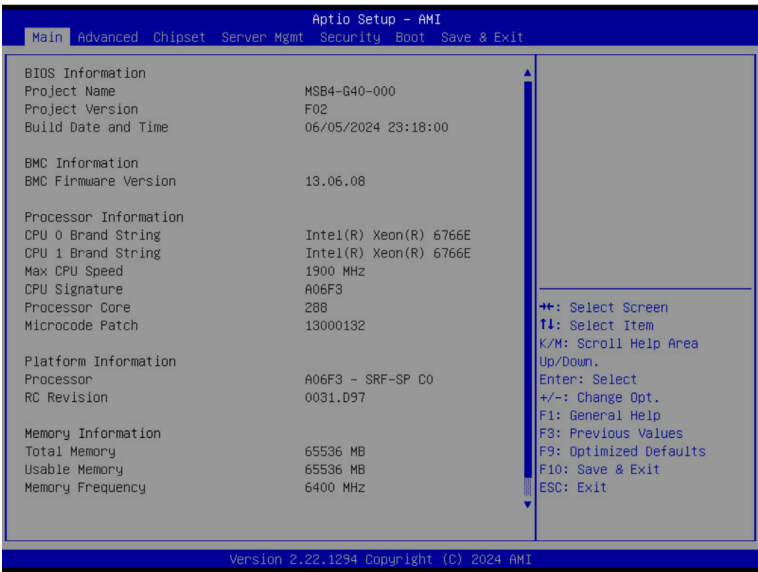 Aptio Setup – AMI
Main Advanced Chipset Server Mgmt Security Boot Save & Exit
BIOS Information
Project Name MSB4-G40-000
Project Version F02
Build Date and Time 06/05/2024 23:18:00
BMC Information
BMC Firmware Version 13.06.08
Processor Information
CPU 0 Brand String Intel(R) Xeon(R) 6766E
CPU 1 Brand String Intel(R) Xeon(R) 6766E
Max CPU Speed 1900 MHz
CPU Signature A06F3
Processor Core 288
Microcode Patch 13000132
Platform Information
Processor A06F3 - SRF-SP C0
RC Revision 0031.D97
Memory Information
Total Memory 65536 MB
Usable Memory 65536 MB
Memory Frequency 6400 MHz
→←: Select Screen
↑↓: Select Item
K/M: Scroll Help Area
Up/Down.
Enter: Select
+/-: Change Opt.
F1: General Help
F3: Previous Values
F9: Optimized Defaults
F10: Save & Exit
ESC: Exit
Version 2.22.1294 Copyright (C) 2024 AMI